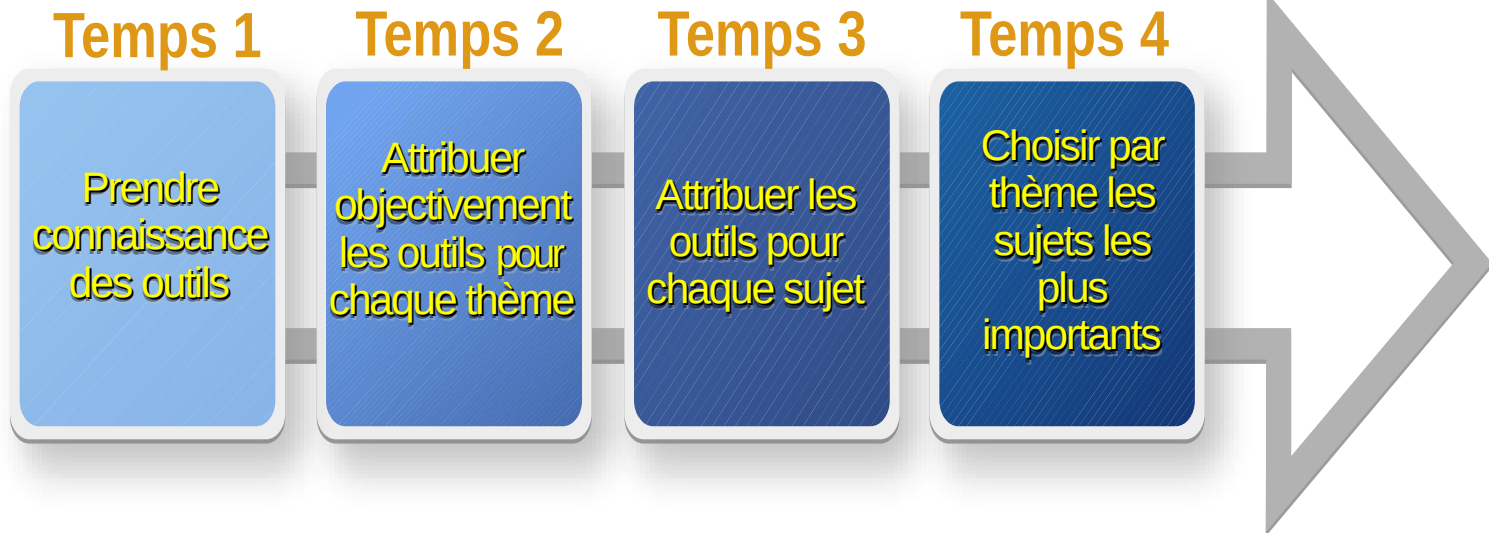 Temps 1
Prendre
connaissance
des outils
Temps 2
Attribuer
objectivement
les outils pour
chaque thème
Temps 3
Attribuer les
outils pour
chaque sujet
Temps 4
Choisir par
thème les
sujets les
plus
importants